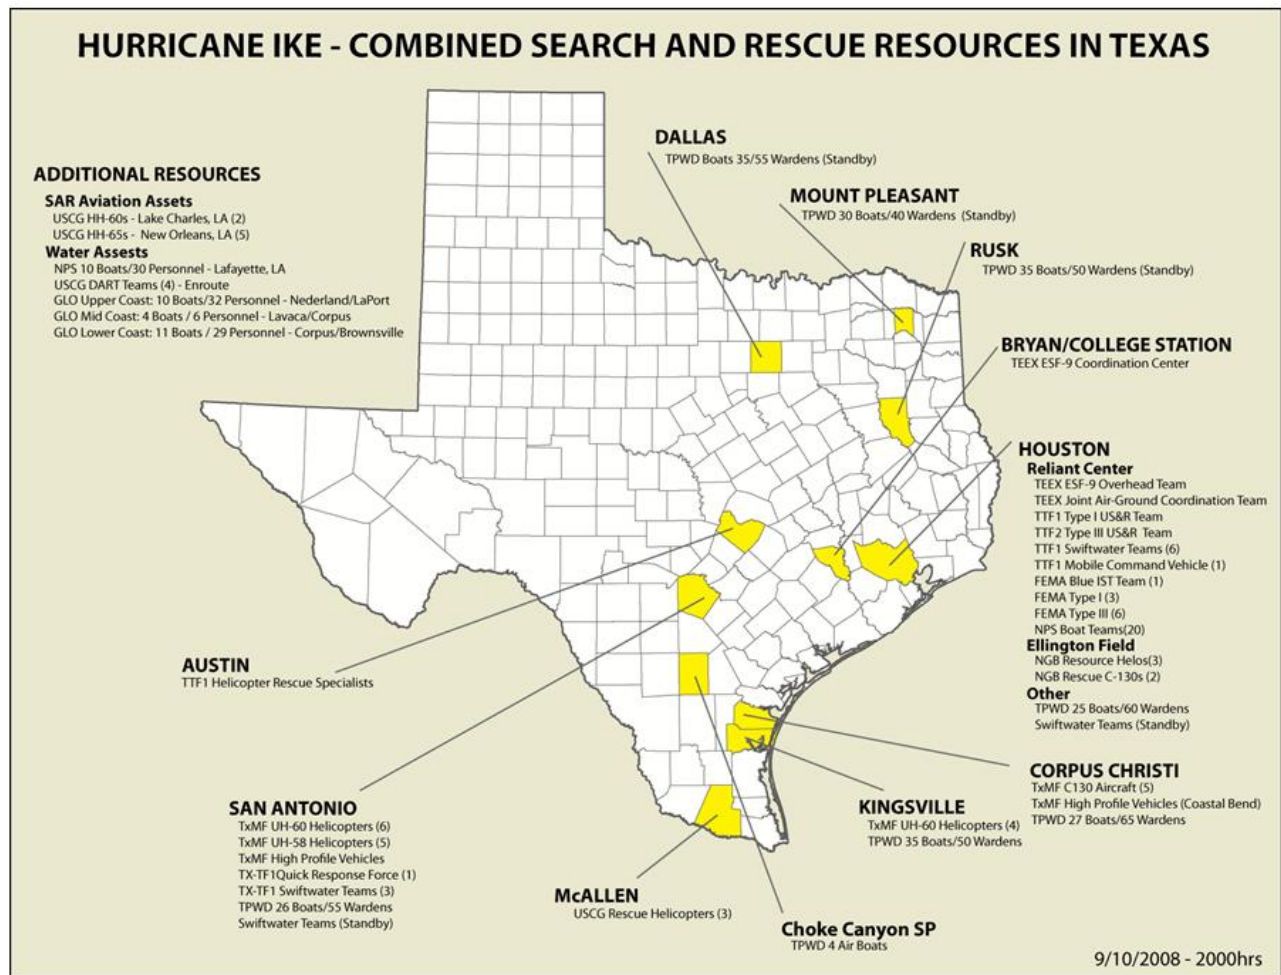 HURRICANE IKE - COMBINED SEARCH AND RESCUE RESOURCES IN TEXAS
ADDITIONAL RESOURCES
SAR Aviation Assets
USCG HH-60s - Lake Charles, LA (2)
USCG HH-65s - New Orleans, LA (5)
Water Assests
NPS 10 Boats/30 Personnel - Lafayette, LA
USCG DART Teams (4) - Enroute
GLO Upper Coast: 10 Boats/32 Personnel - Nederland/LaPort
GLO Mid Coast: 4 Boats / 6 Personnel - Lavaca/Corpus
GLO Lower Coast: 11 Boats / 29 Personnel - Corpus/Brownsville
DALLAS
TPWD Boats 35/55 Wardens (Standby)
MOUNT PLEASANT
TPWD 30 Boats/40 Wardens (Standby)
RUSK
TPWD 35 Boats/50 Wardens (Standby)
BRYAN/COLLEGE STATION
TEEX ESF-9 Coordination Center
HOUSTON
Reliant Center
TEEX ESF-9 Overhead Team
TEEX Joint Air-Ground Coordination Team
TTF1 Type I US&R Team
TTF2 Type III US&R Team
TTF1 Swiftwater Teams (6)
TTF1 Mobile Command Vehicle (1)
FEMA Blue IST Team (1)
FEMA Type I (3)
FEMA Type III (6)
NPS Boat Teams(20)
Ellington Field
NGB Resource Helos(3)
NGB Rescue C-130s (2)
Other
TPWD 25 Boats/60 Wardens
Swiftwater Teams (Standby)
AUSTIN
TTF1 Helicopter Rescue Specialists
SAN ANTONIO
TxMF UH-60 Helicopters (6)
TxMF UH-58 Helicopters (5)
TxMF High Profile Vehicles
TX-TF1Quick Response Force (1)
TX-TF1 Swiftwater Teams (3)
TPWD 26 Boats/55 Wardens
Swiftwater Teams (Standby)
McALLEN
USCG Rescue Helicopters (3)
Choke Canyon SP
TPWD 4 Air Boats
KINGSVILLE
TxMF UH-60 Helicopters (4)
TPWD 35 Boats/50 Wardens
CORPUS CHRISTI
TxMF C130 Aircraft (5)
TxMF High Profile Vehicles (Coastal Bend)
TPWD 27 Boats/65 Wardens
9/10/2008 - 2000hrs